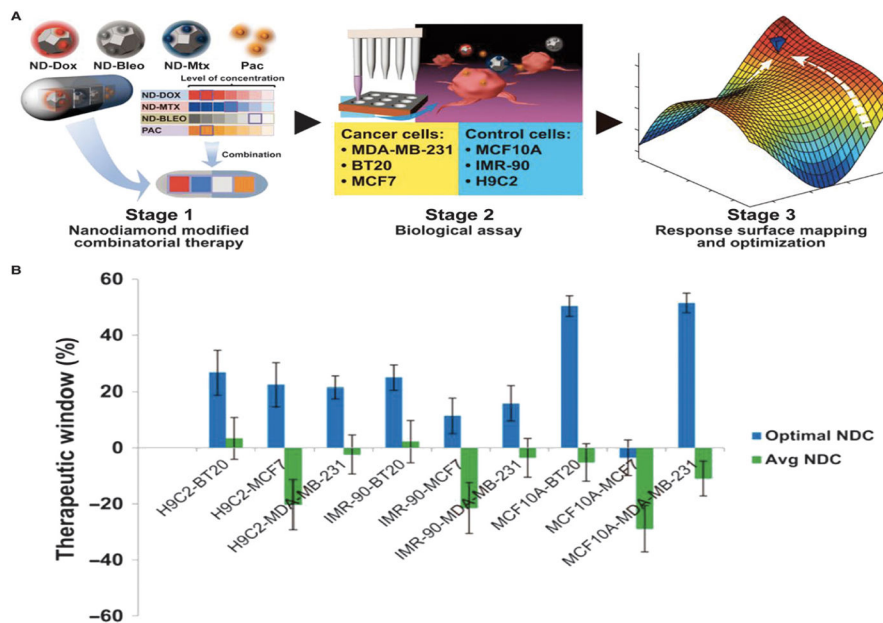 A
ND-Dox
ND-Bleo
ND-Mtx
Pac
Level of concentration
ND-DOX
ND-MTX
ND-BLEO
PAC
Combination
Stage 1
Nanodiamond modified
combinatorial therapy
Cancer cells:
• MDA-MB-231
• BT20
• MCF7
Control cells:
• MCF10A
• IMR-90
• H9C2
Stage 2
Biological assay
Stage 3
Response surface mapping
and optimization
B
Therapeutic window (%)
60
40
20
0
–20
–40
–60
H9C2-BT20
H9C2-MCF7
H9C2-MDA-MB-231
IMR-90-BT20
IMR-90-MCF7
IMR-90-MDA-MB-231
MCF10A-BT20
MCF10A-MCF7
MCF10A-MDA-MB-231
Optimal NDC
Avg NDC